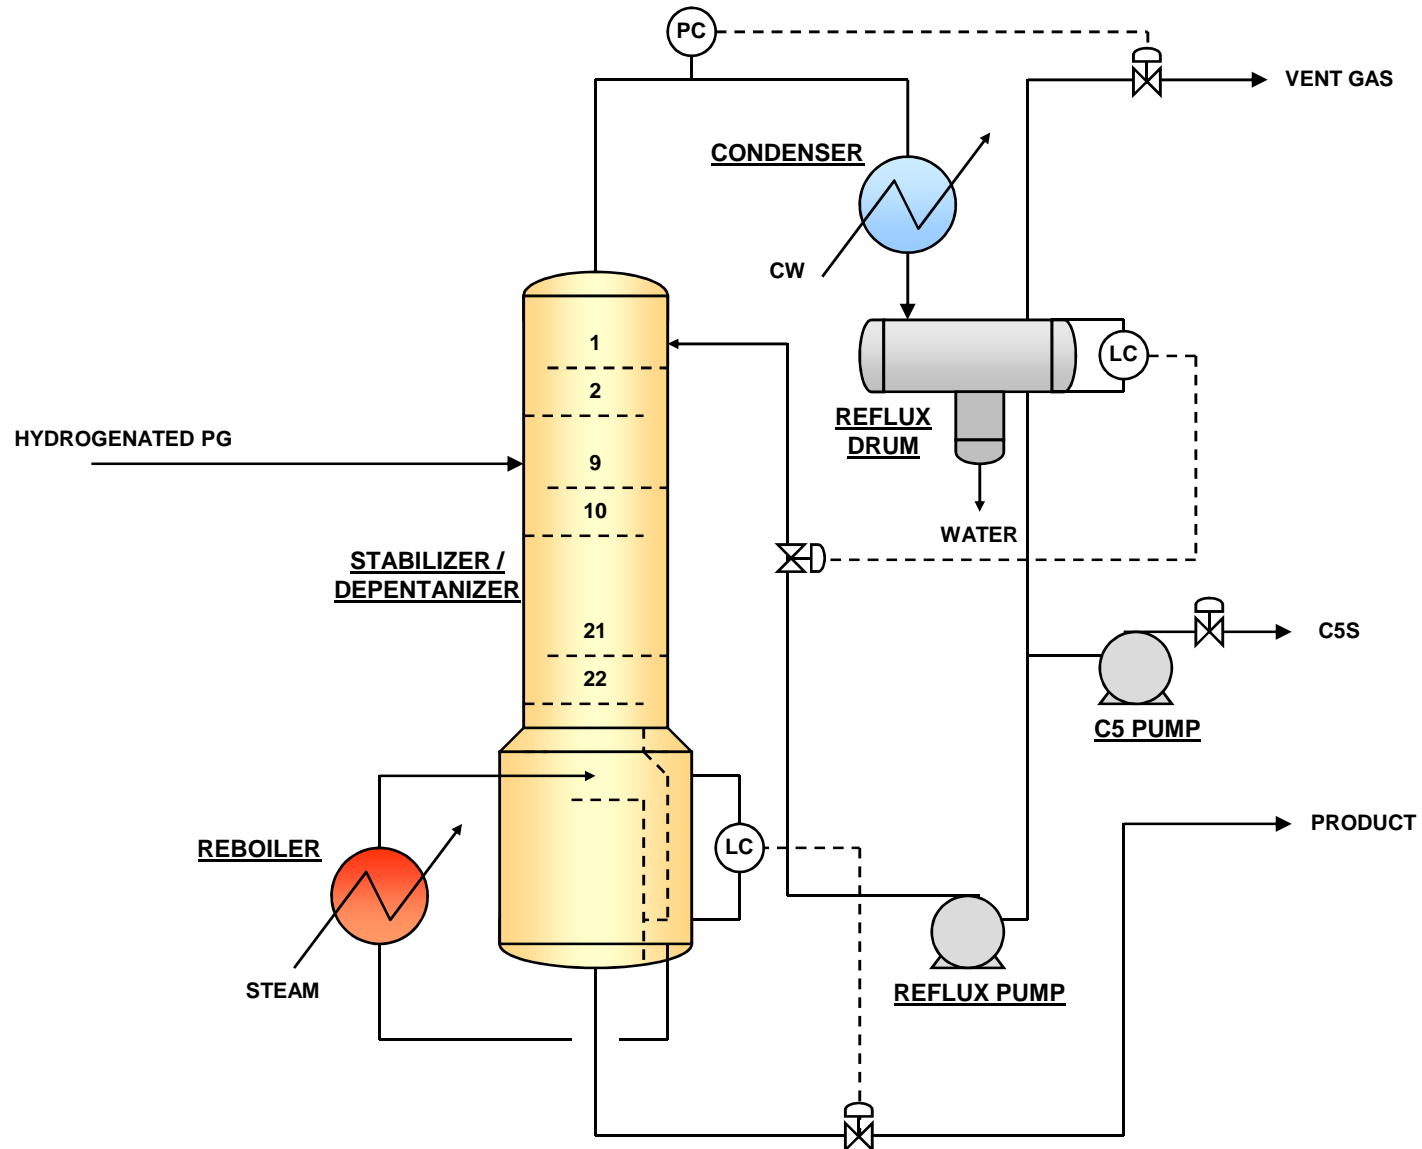 PC
VENT GAS
CONDENSER
CW
1
LC
2
REFLUX
DRUM
HYDROGENATED PG
9
10
WATER
STABILIZER /
DEPENTANIZER
21
C5S
22
C5 PUMP
PRODUCT
REBOILER
LC
STEAM
REFLUX PUMP